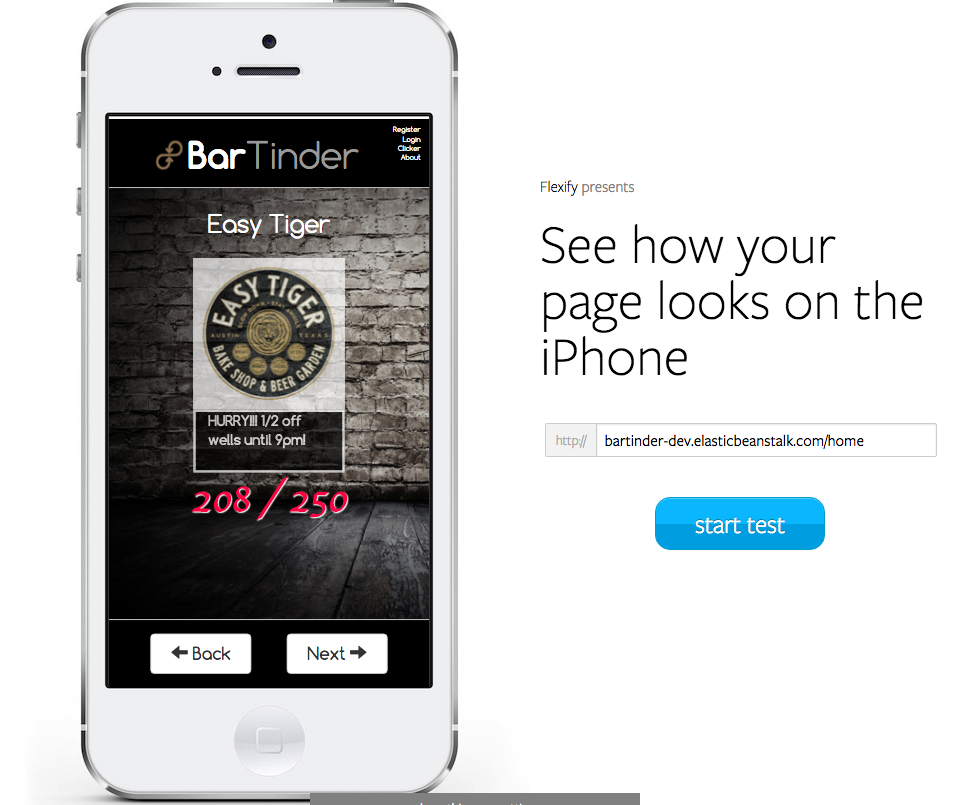 Register
Login
Clicker
About
BarTinder
Easy Tiger
EASY TIGER
AUSTIN TEXAS
BAKE SHOP & BEER GARDEN
HURRY!!! 1/2 off
wells until 9pm!
208 / 250
Back
Next
Flexify presents
See how your
page looks on the
iPhone
http://
bartinder-dev.elasticbeanstalk.com/home
start test